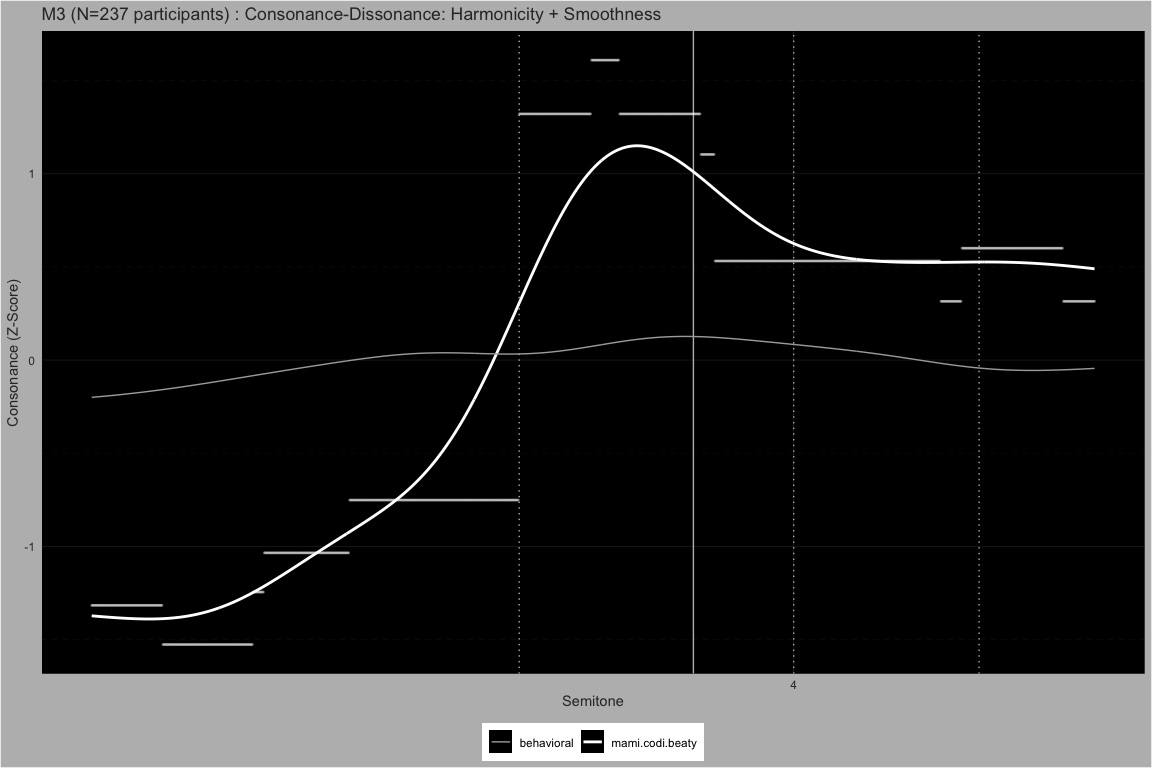 M3 (N=237 participants) : Consonance-Dissonance: Harmonicity + Smoothness
Consonance (Z-Score)
1
0
-1
4
Semitone
behavioral
mami.codi.beaty